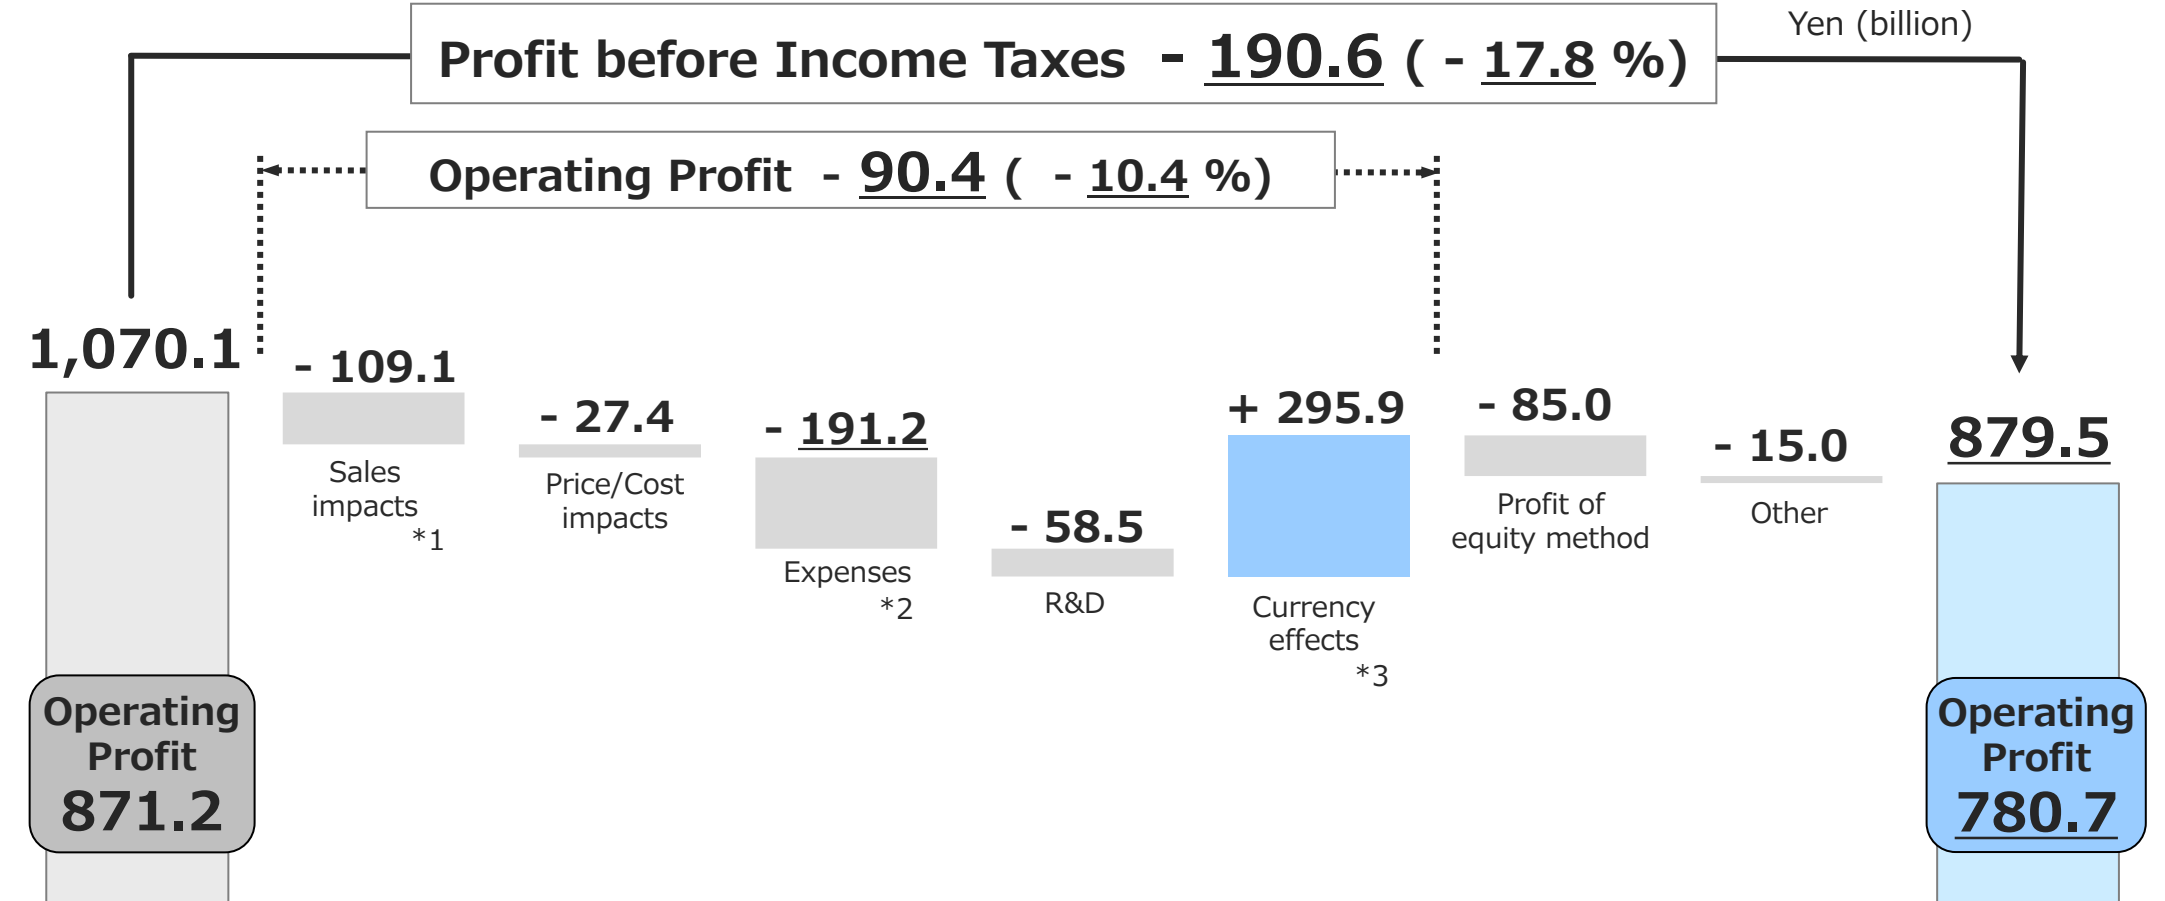 Profit before Income Taxes - 190.6 ( - 17.8 %)
Yen (billion)
Operating Profit - 90.4 ( - 10.4 %)
1,070.1
Operating
Profit
871.2
- 109.1
Sales
impacts
*1
- 27.4
Price/Cost
impacts
- 191.2
Expenses
*2
- 58.5
R&D
+ 295.9
Currency
effects
*3
- 85.0
Profit of
equity method
- 15.0
Other
879.5
Operating
Profit
780.7